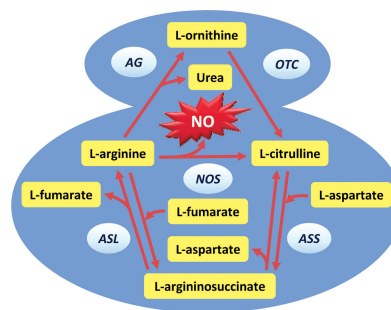 L-ornithine
AG
OTC
Urea
NO
L-arginine
L-citrulline
NOS
L-fumarate
L-fumarate
L-aspartate
L-aspartate
ASL
ASS
L-argininosuccinate